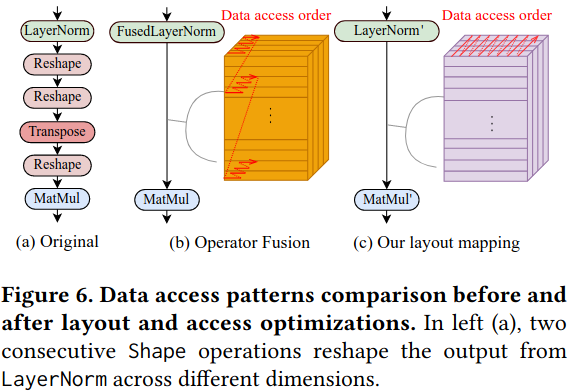 LayerNorm
Reshape
Reshape
Transpose
Reshape
MatMul
(a) Original
Data access order
FusedLayerNorm
...
MatMul
(b) Operator Fusion
Data access order
LayerNorm'
...
MatMul'
(c) Our layout mapping
Figure 6. Data access patterns comparison before and
after layout and access optimizations. In left (a), two
consecutive Shape operations reshape the output from
LayerNorm across different dimensions.